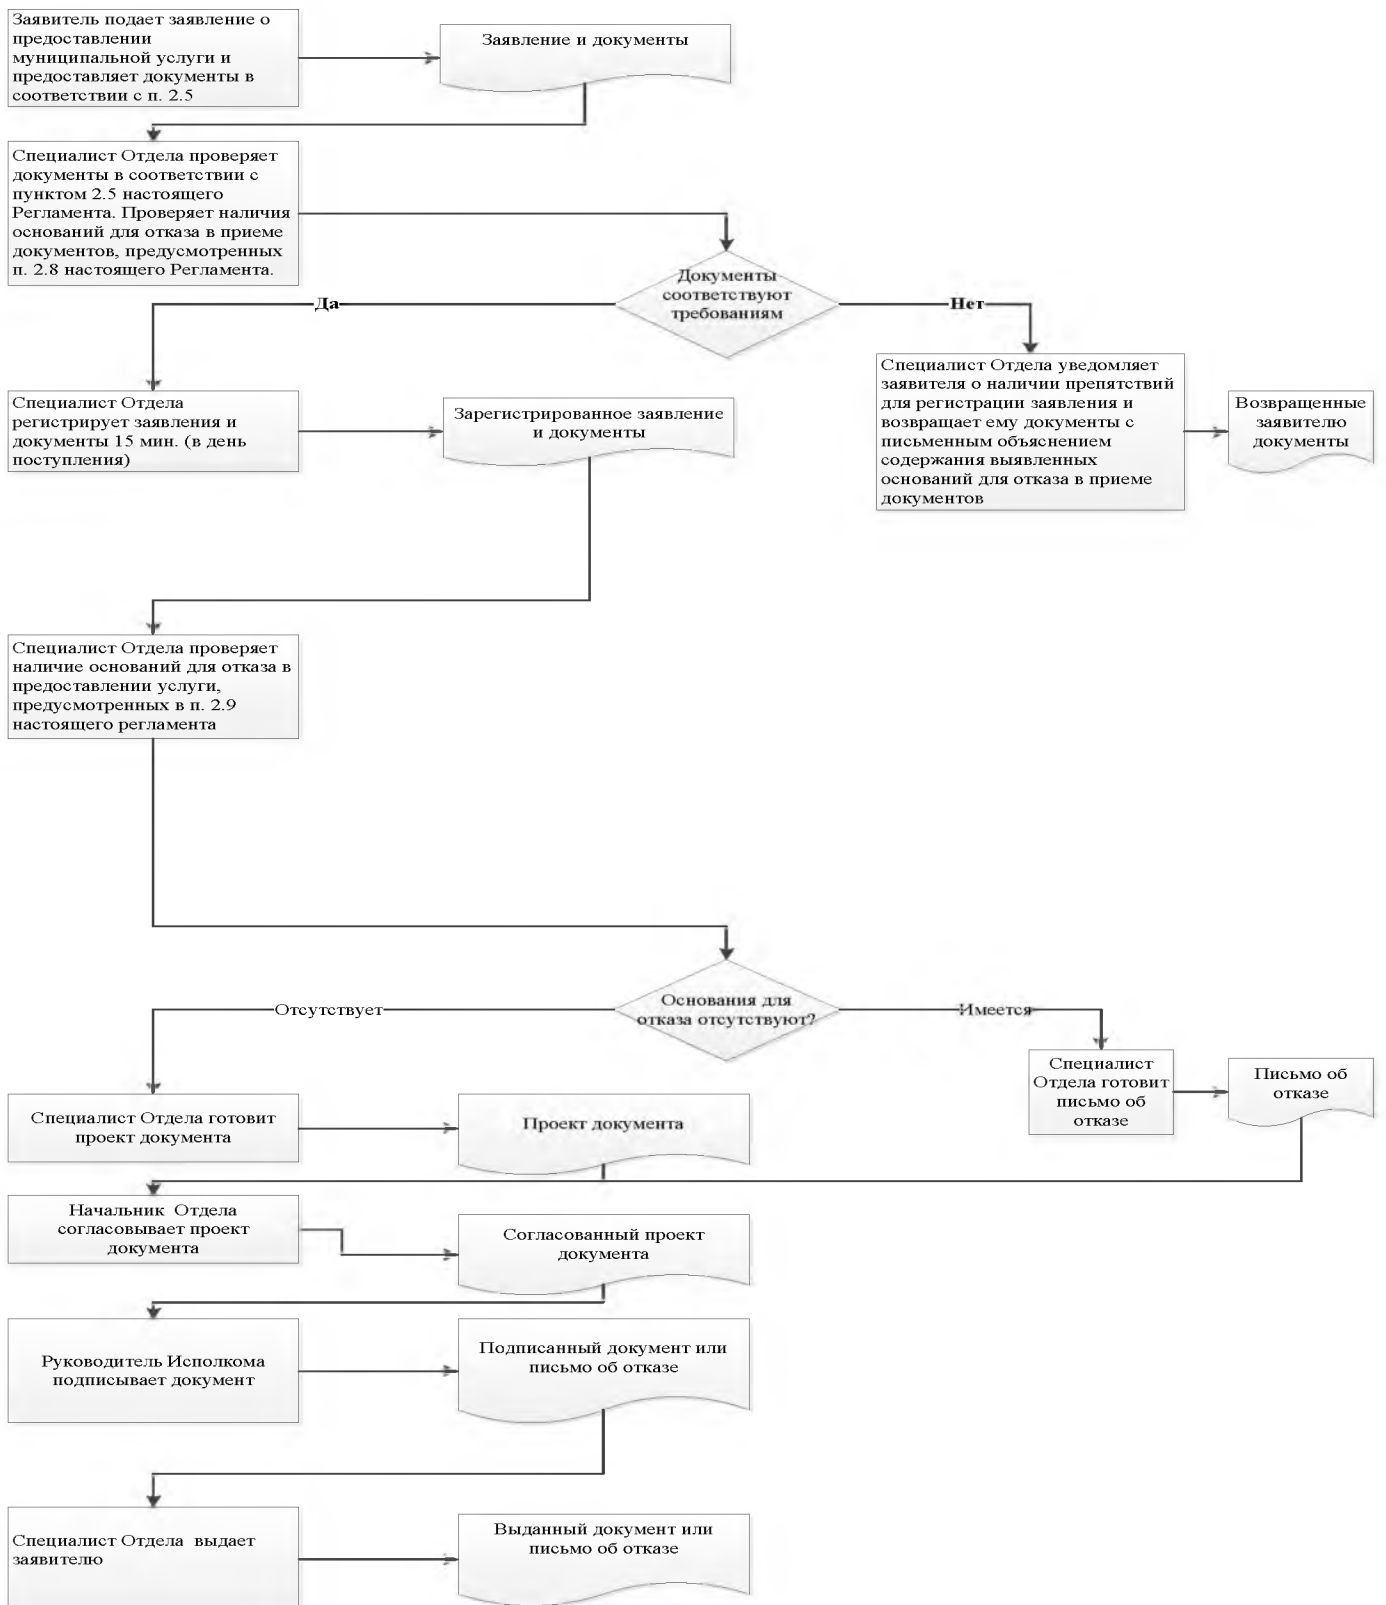 Заявитель подает заявление о
предоставлении
муниципальной услуги и
предоставляет документы в
соответствии с п. 2.5
Заявление и документы
Специалист Отдела проверяет
документы в соответствии с
пунктом 2.5 настоящего
Регламента. Проверяет наличия
оснований для отказа в приеме
документов, предусмотренных
п. 2.8 настоящего Регламента.
Документы
соответствуют
требованиям
Да
Нет
Специалист Отдела
регистрирует заявления и
документы 15 мин. (в день
поступления)
Зарегистрированное заявление
и документы
Специалист Отдела уведомляет
заявителя о наличии препятствий
для регистрации заявления и
возвращает ему документы с
письменным объяснением
содержания выявленных
оснований для отказа в приеме
документов
Возвращенные
заявителю
документы
Специалист Отдела проверяет
наличие оснований для отказа в
предоставлении услуги,
предусмотренных в п. 2.9
настоящего регламента
Основания для
отказа отсутствуют?
Отсутствует
Имеется
Специалист
Отдела готовит
письмо об
отказе
Письмо об
отказе
Специалист Отдела готовит
проект документа
Проект документа
Начальник Отдела
согласовывает проект
документа
Согласованный проект
документа
Руководитель Исполкома
подписывает документ
Подписанный документ или
письмо об отказе
Специалист Отдела выдает
заявителю
Выданный документ или
письмо об отказе